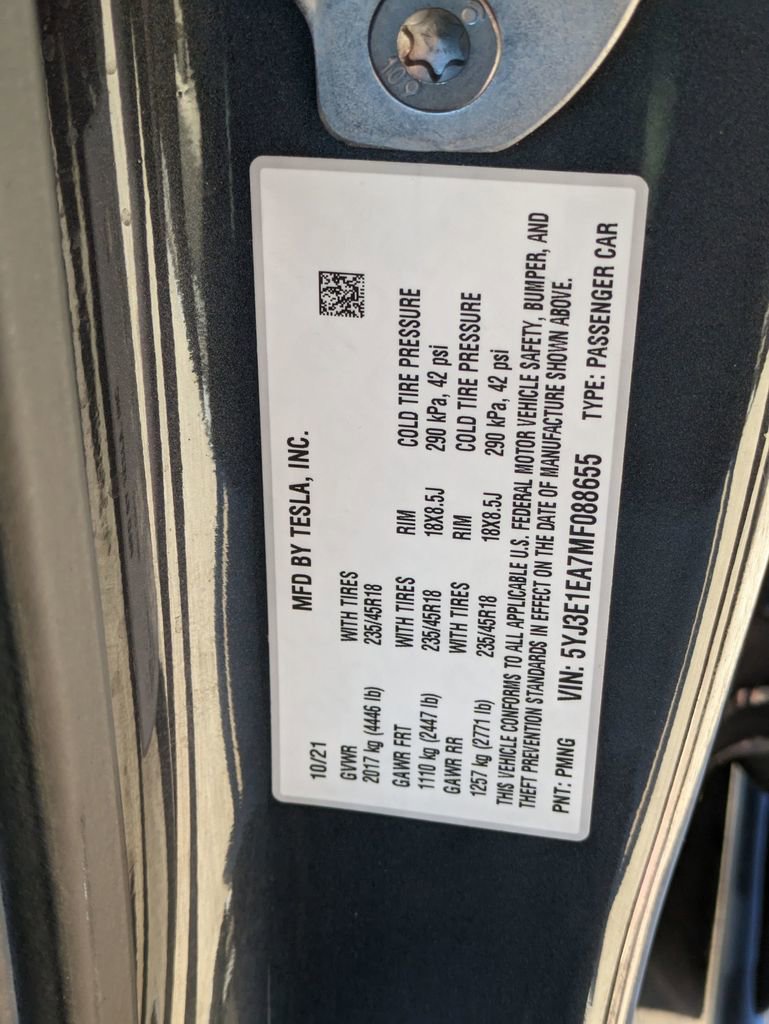 10/21 MFD BY TESLA, INC.
GVWR WITH TIRES
2017 kg (4446 lb) 235/45R18
GAWR FRT WITH TIRES RIM COLD TIRE PRESSURE
1110 kg (2447 lb) 235/45R18 18X8.5J 290 kPa, 42 psi
GAWR RR WITH TIRES RIM COLD TIRE PRESSURE
1257 kg (2771 lb) 235/45R18 18X8.5J 290 kPa, 42 psi
THIS VEHICLE CONFORMS TO ALL APPLICABLE U.S. FEDERAL MOTOR VEHICLE SAFETY, BUMPER, AND
THEFT PREVENTION STANDARDS IN EFFECT ON THE DATE OF MANUFACTURE SHOWN ABOVE.
PNT: PMNG VIN: 5YJ3E1EA7MF088655 TYPE: PASSENGER CAR